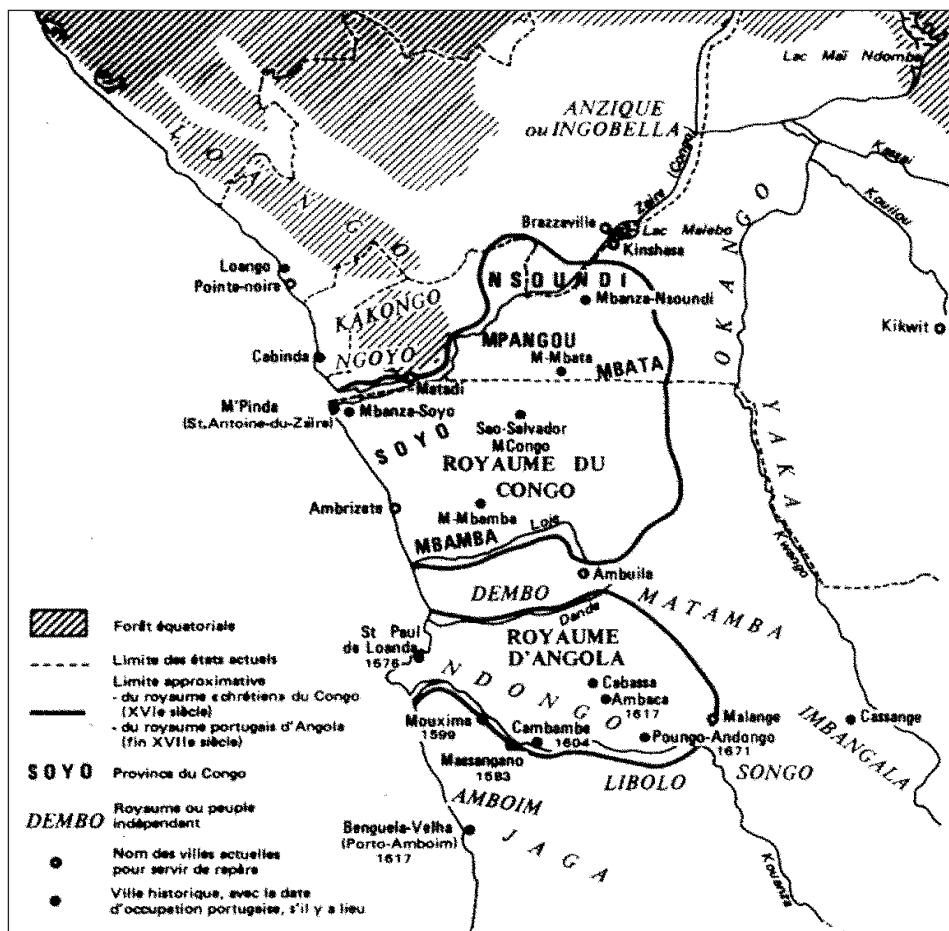 Lac Maï Ndombe
ANZIQUE
ou INGOBELLA
Kassai
Kouilou
Zaïre (Congo)
LOANGO
Brazzaville
Lac Malebo
Kinshasa
OKANGO
Loango
Pointe-noire
NSOUNDI
Mbanza-Nsoundi
KAKONGO
Kikwit
MPANGOU
Cabinda
NGOYO
M-Mbata
MBATA
Matadi
M'Pinda
(St. Antoine-du-Zaïre)
Mbanza-Soyo
SOYO
Sao-Salvador
MCongo
YAKA
ROYAUME DU
CONGO
Ambrizete
M-Mbamba
Lois
MBAMBA
Kwango
Ambuila
DEMBO
MATAMBA
Dande
St Paul
de Loanda
1576
ROYAUME
D'ANGOLA
NDONGO
Cabassa
Ambaca
1617
IMBANGALA
Mouxima
1599
Cambambe
1604
Poungo-Andongo
1671
Malange
Cassange
Massangano
1583
LIBOLO
SONGO
AMBOIM
JAGA
Benguela-Velha
(Porto-Amboim)
1617
Kouanza
Forêt équatoriale
Limite des états actuels
Limite approximative
- du royaume «chrétien» du Congo
(XVIe siècle)
- du royaume portugais d'Angola
(fin XVIIe siècle)
SOYO Province du Congo
DEMBO Royaume ou peuple
indépendant
Nom des villes actuelles
pour servir de repère
Ville historique, avec la date
d'occupation portugaise, s'il y a lieu